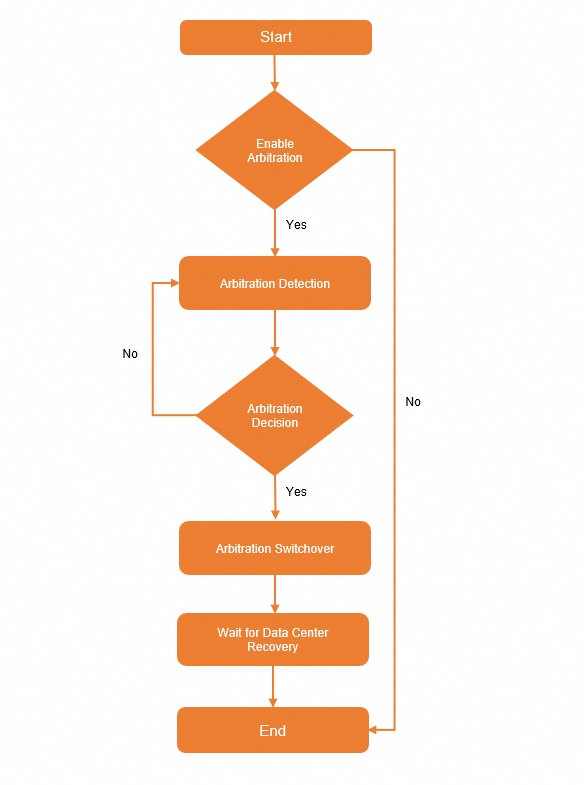 Start
Enable
Arbitration
Yes
Arbitration Detection
No
Arbitration
Decision
No
Yes
Arbitration Switchover
Wait for Data Center
Recovery
End